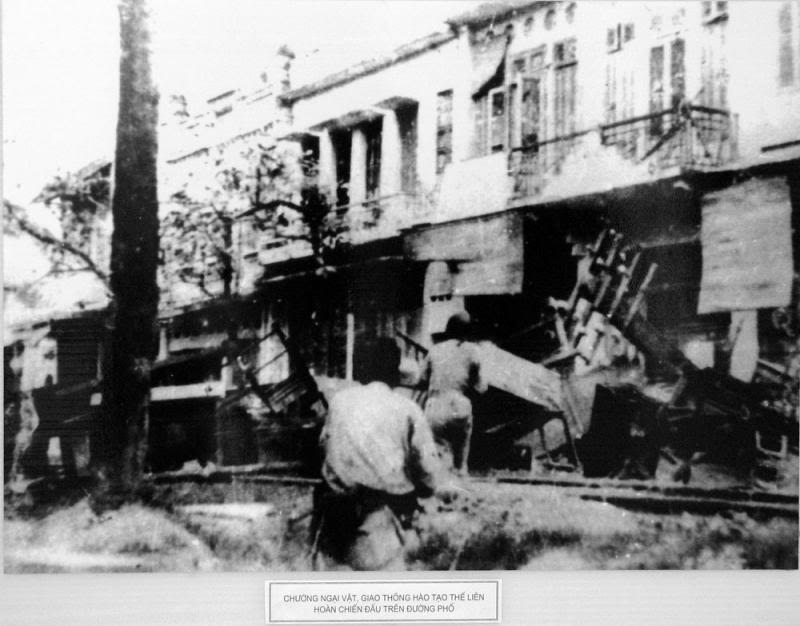 CHƯỚNG NGẠI VẬT, GIAO THÔNG HÀO TẠO THẾ LIÊN
HOÀN CHIẾN ĐẤU TRÊN ĐƯỜNG PHỐ